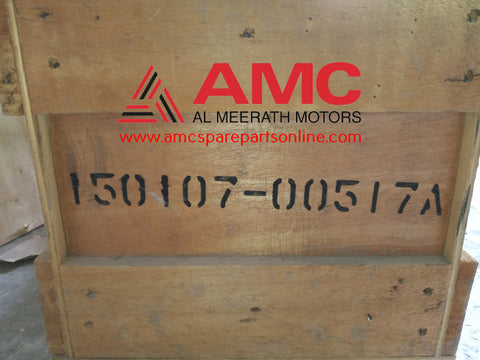 AMC
AL MEERATH MOTORS
www.amcsparepartsonline.com
150107-00517A